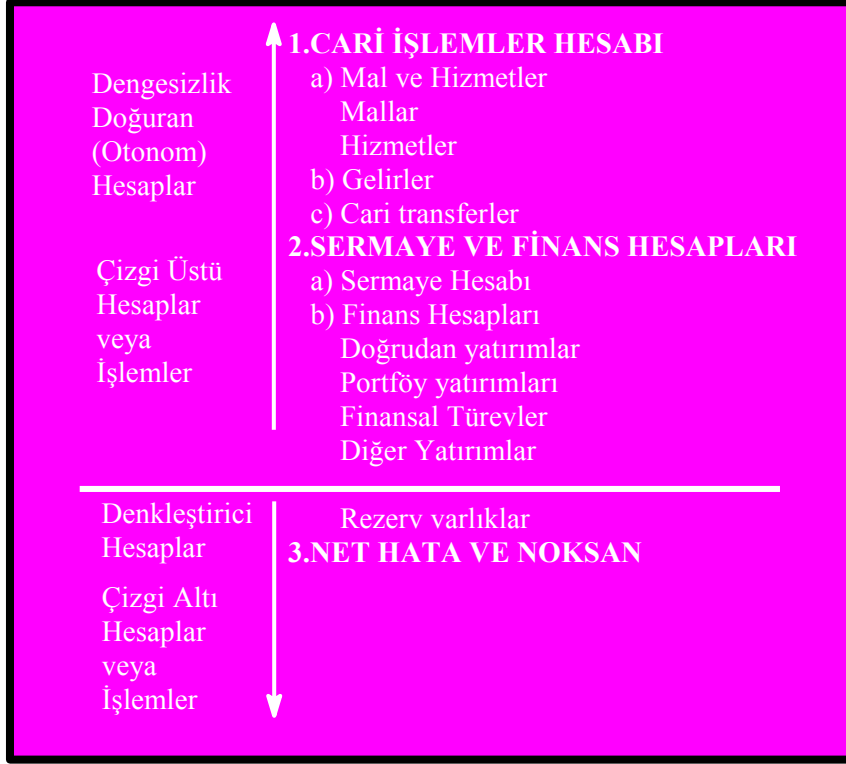 Dengesizlik
Doğuran
(Otonom)
Hesaplar
Çizgi Üstü
Hesaplar
veya
İşlemler
1.CARİ İŞLEMLER HESABI
a) Mal ve Hizmetler
Mallar
Hizmetler
b) Gelirler
c) Cari transferler
2.SERMAYE VE FİNANS HESAPLARI
a) Sermaye Hesabı
b) Finans Hesapları
Doğrudan yatırımlar
Portföy yatırımları
Finansal Türevler
Diğer Yatırımlar
Denkleştirici
Hesaplar
Çizgi Altı
Hesaplar
veya
İşlemler
Rezerv varlıklar
3.NET HATA VE NOKSAN